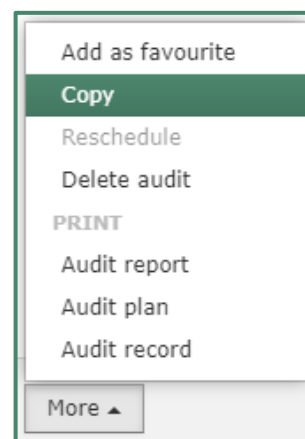 Add as favourite
Copy
Reschedule
Delete audit
PRINT
Audit report
Audit plan
Audit record
More ▲